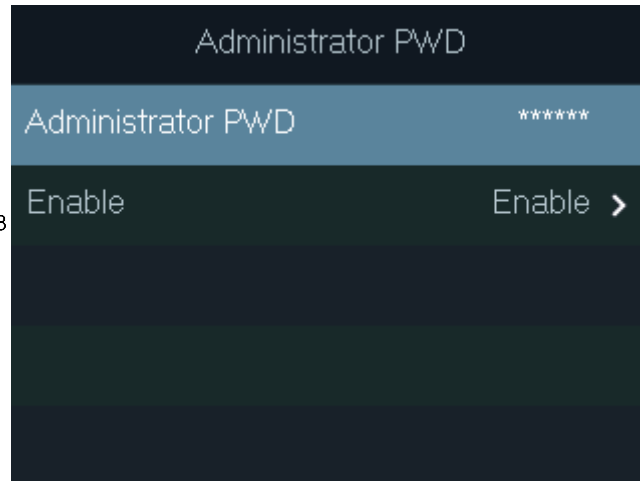 Administrator PWD
Administrator PWD ******
Enable Enable >